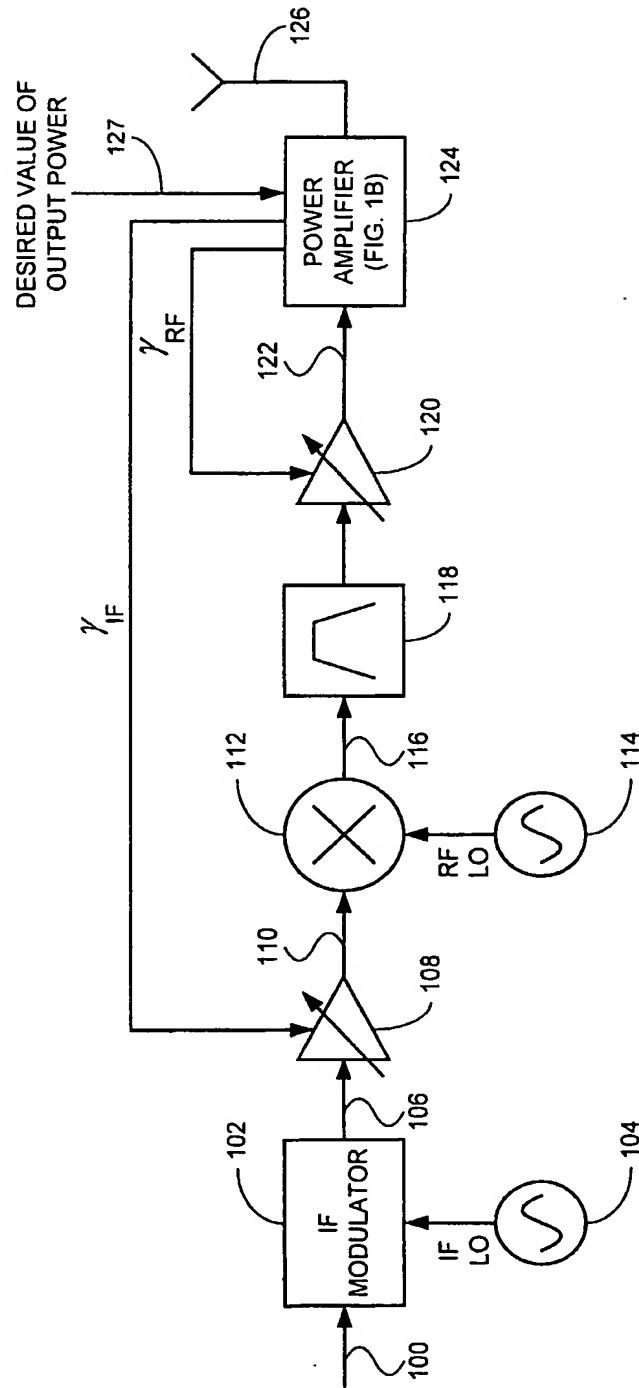 DESIRED VALUE OF
OUTPUT POWER
127
126
γIF
γRF
POWER
AMPLIFIER
(FIG. 1B)
124
122
120
118
112
116
RF
LO
114
110
108
102
106
IF
MODULATOR
IF
LO
104
100